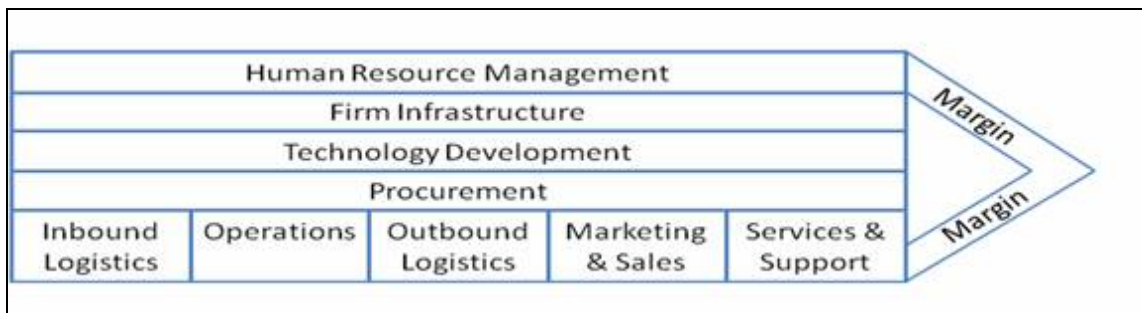 Human Resource Management
Firm Infrastructure
Technology Development
Procurement
Inbound
Logistics
Operations
Outbound
Logistics
Marketing
& Sales
Services &
Support
Margin
Margin